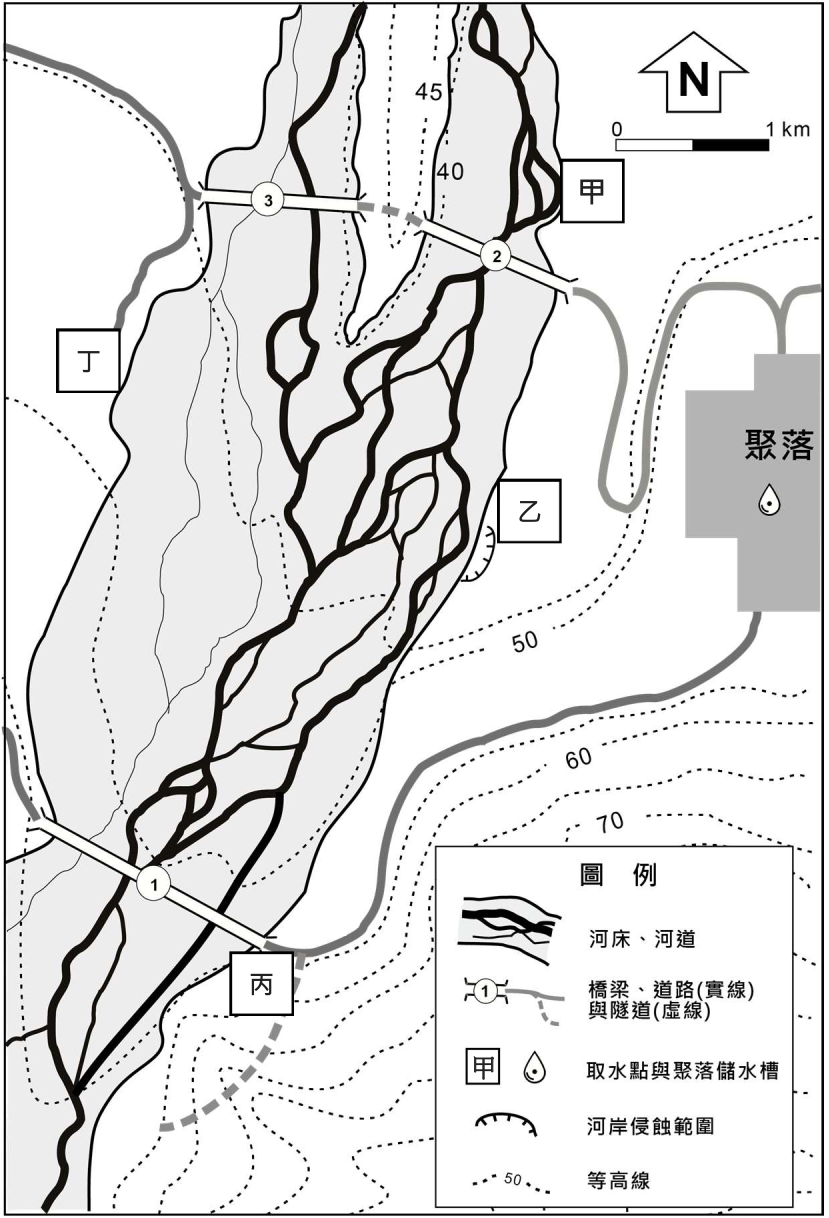 45
N
0 1 km
40
甲
3
2
丁
聚落
乙
50
60
70
1
丙
圖 例
河床、河道
1
橋梁、道路(實線)
與隧道(虛線)
甲
取水點與聚落儲水槽
河岸侵蝕範圍
50
等高線